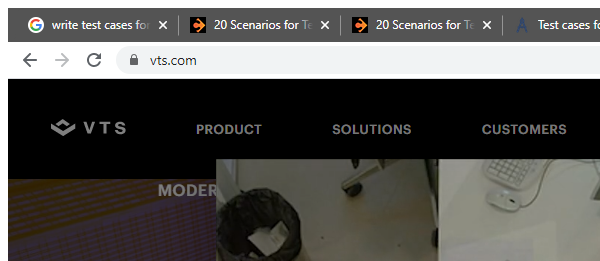 write test cases fo
20 Scenarios for Te
20 Scenarios for Te
Test cases fo
vts.com
VTS
PRODUCT
SOLUTIONS
CUSTOMERS
MODER